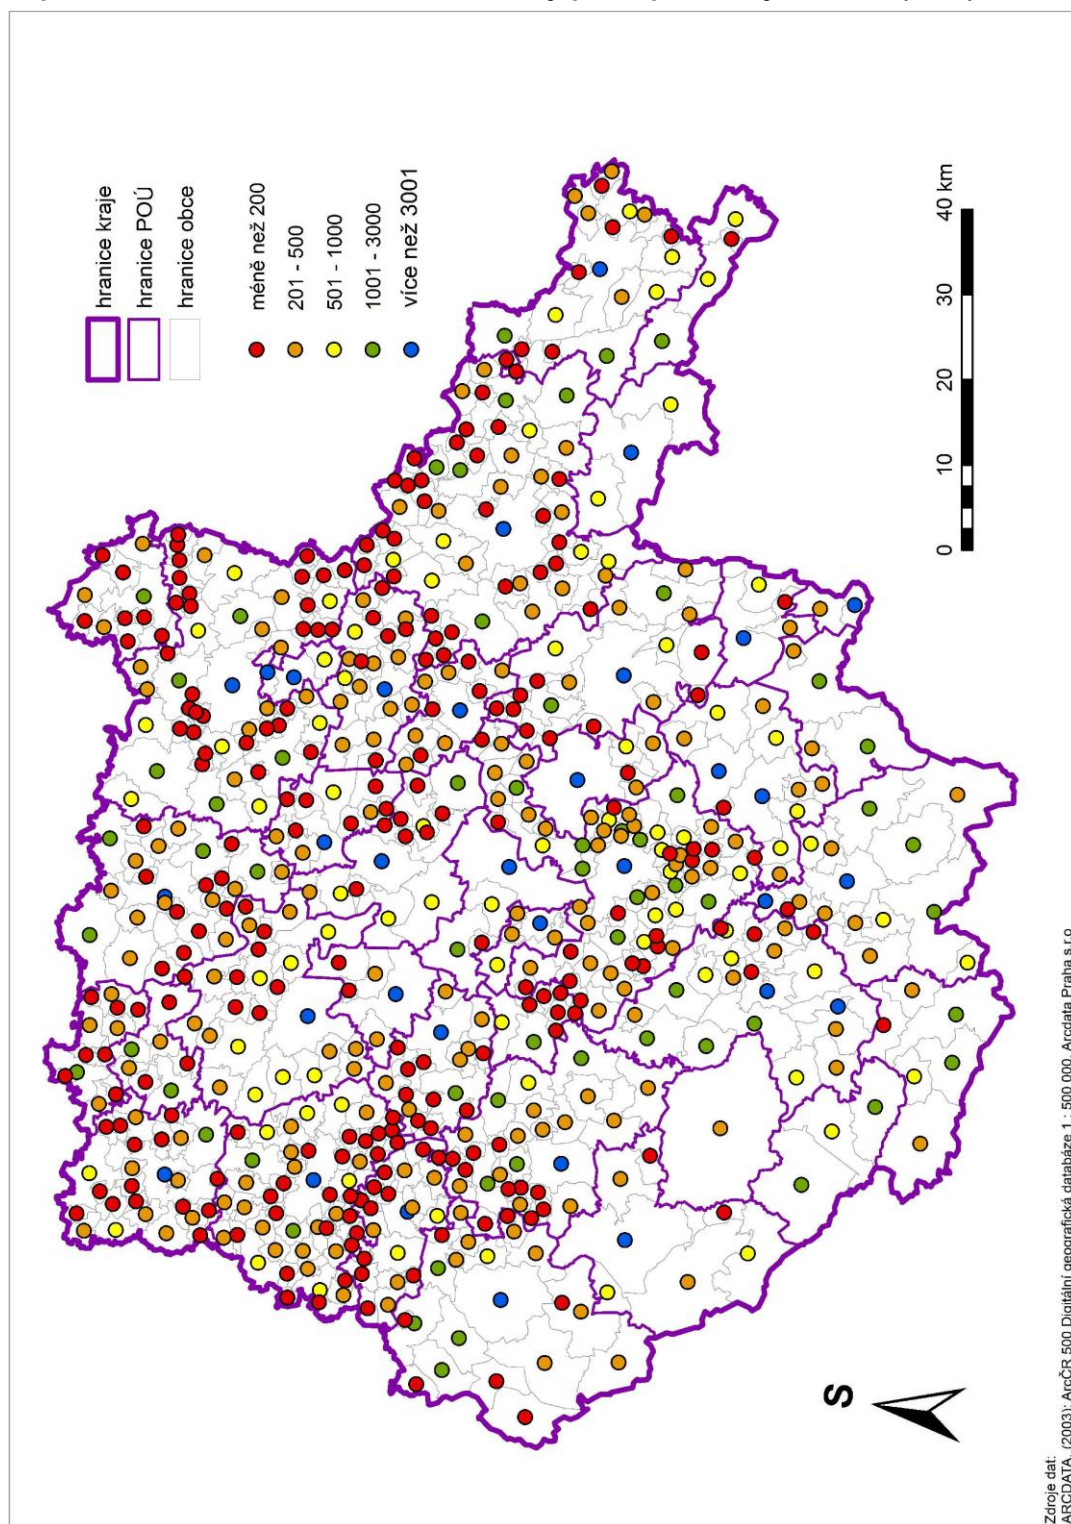 hranice kraje
hranice POÚ
hranice obce
méně než 200
201 - 500
501 - 1000
1001 - 3000
více než 3001
S
0 10 20 30 40 km
Zdroje dat:
ARCDATA. (2003): ArcČR 500 Digitální geografická databáze 1 : 500 000. Arcdata Praha s.r.o